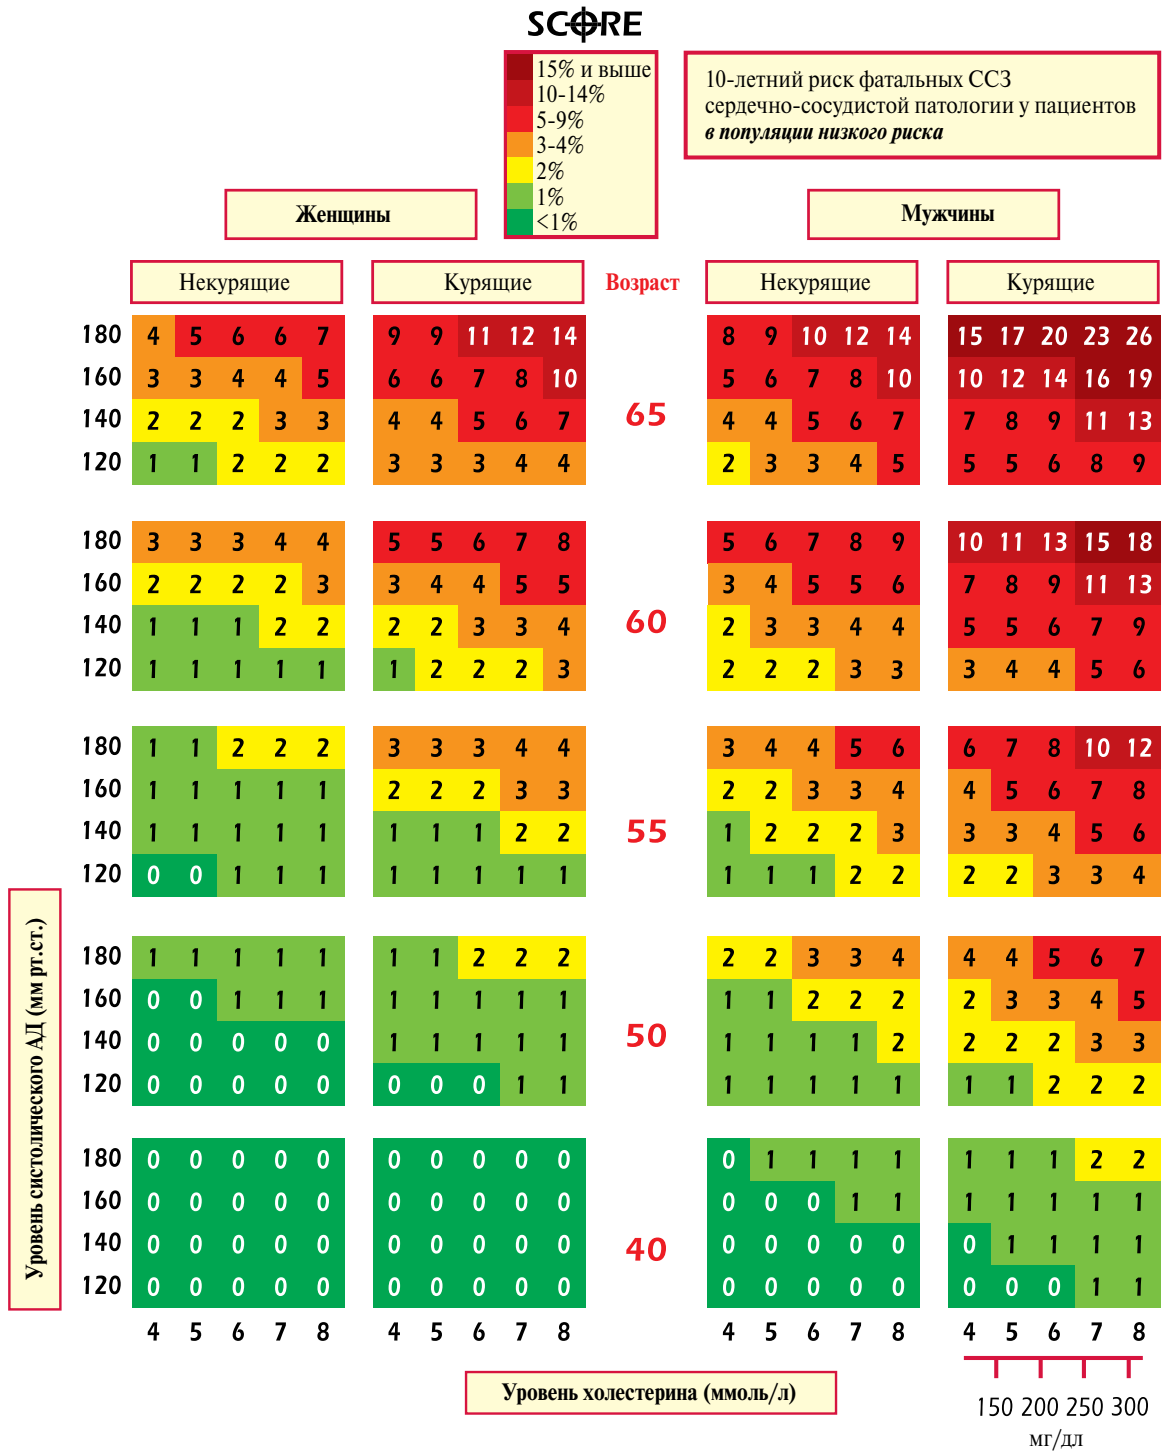 SCORE
15% и выше
10-14%
5-9%
3-4%
2%
1%
<1%
10-летний риск фатальных ССЗ
сердечно-сосудистой патологии у пациентов
в популяции низкого риска
Женщины
Мужчины
Некурящие Курящие Возраст Некурящие Курящие
180 4 5 6 6 7 9 9 11 12 14 8 9 10 12 14 15 17 20 23 26
160 3 3 4 4 5 6 6 7 8 10 5 6 7 8 10 10 12 14 16 19
65
140 2 2 2 3 3 4 4 5 6 7 4 4 5 6 7 7 8 9 11 13
120 1 1 2 2 2 3 3 3 4 4 2 3 3 4 5 5 5 6 8 9
180 3 3 3 4 4 5 5 6 7 8 5 6 7 8 9 10 11 13 15 18
160 2 2 2 2 3 3 4 4 5 5 3 4 5 5 6 7 8 9 11 13
60
140 1 1 1 2 2 2 2 3 3 4 2 3 3 4 4 5 5 6 7 9
120 1 1 1 1 1 1 2 2 2 3 2 2 2 3 3 3 4 4 5 6
180 1 1 2 2 2 3 3 3 4 4 3 4 4 5 6 6 7 8 10 12
160 1 1 1 1 1 2 2 2 3 3 2 2 3 3 4 4 5 6 7 8
55
140 1 1 1 1 1 1 1 1 2 2 1 2 2 2 3 3 3 4 5 6
120 0 0 1 1 1 1 1 1 1 1 1 1 1 2 2 2 2 3 3 4
180 1 1 1 1 1 1 1 2 2 2 2 2 3 3 4 4 4 5 6 7
160 0 0 1 1 1 1 1 1 1 1 1 1 2 2 2 2 3 3 4 5
50
140 0 0 0 0 0 1 1 1 1 1 1 1 1 1 2 2 2 2 3 3
120 0 0 0 0 0 0 0 0 1 1 1 1 1 1 1 1 1 2 2 2
180 0 0 0 0 0 0 0 0 0 0 0 1 1 1 1 1 1 1 2 2
160 0 0 0 0 0 0 0 0 0 0 0 0 0 1 1 1 1 1 1 1
40
140 0 0 0 0 0 0 0 0 0 0 0 0 0 0 0 0 1 1 1 1
120 0 0 0 0 0 0 0 0 0 0 0 0 0 0 0 0 0 0 1 1
4 5 6 7 8 4 5 6 7 8 4 5 6 7 8 4 5 6 7 8
Уровень систолического АД (мм рт.ст.)
Уровень холестерина (ммоль/л)
150 200 250 300
мг/дл